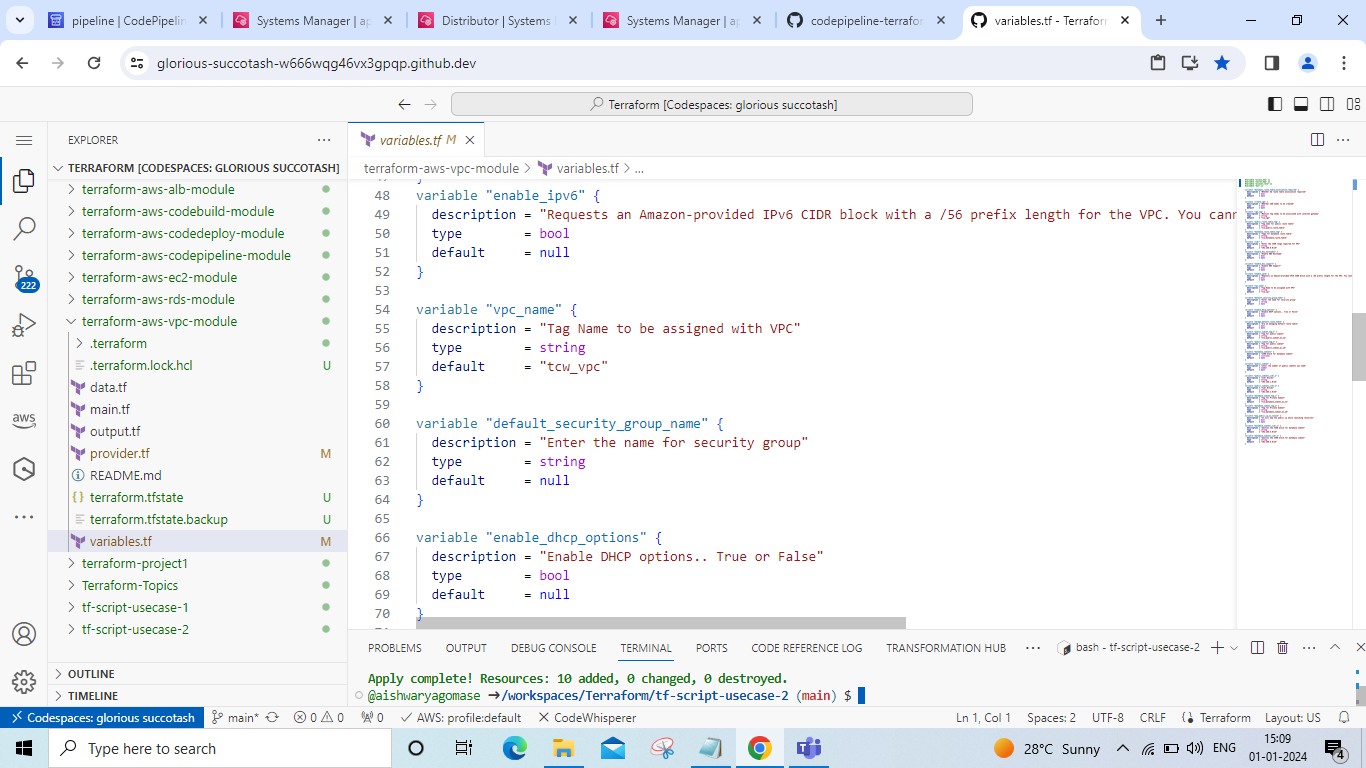 pipeline | CodePipelin
Systems Manager | ap
Distributor | Systems
Systems Manager | ap
codepipeline-terrafor
variables.tf - Terraform
glorious-succotash-w666wqg46vx3gpqp.github.dev
Terraform [Codespaces: glorious succotash]
EXPLORER
variables.tf M
TERRAFORM [CODESPACES: GLORIOUS SUCCOTASH]
terraform-aws-vpc-module > variables.tf > ...
terraform-aws-alb-module
terraform-aws-codebuild-module
terraform-aws-codedeploy-module
terraform-aws-codepipeline-module
terraform-aws-ec2-module
terraform-aws-rds-module
terraform-aws-vpc-module
.terraform
.terraform.lock.hcl U
data.tf
main.tf
output.tf
provider.tf M
README.md
terraform.tfstate U
terraform.tfstate.backup U
variables.tf M
terraform-project1
Terraform-Topics
tf-script-usecase-1
tf-script-usecase-2
OUTLINE
TIMELINE
222
aws
48 variable "enable_ipv6" {
49 description = "Requests an Amazon-provided IPv6 CIDR block with a /56 prefix length for the VPC. You cann
50 type = bool
51 default = null
52 }
53
54 variable "vpc_name" {
55 description = "Tag Name to be assigned with VPC"
56 type = string
57 default = "tcw_vpc"
58 }
59
60 variable "default_security_group_name" {
61 description = "Enter the name for security group"
62 type = string
63 default = null
64 }
65
66 variable "enable_dhcp_options" {
67 description = "Enable DHCP options.. True or False"
68 type = bool
69 default = null
70 }
PROBLEMS OUTPUT DEBUG CONSOLE TERMINAL PORTS CODE REFERENCE LOG TRANSFORMATION HUB ... bash - tf-script-usecase-2
Apply complete! Resources: 10 added, 0 changed, 0 destroyed.
@aishwaryagomase ➜/workspaces/Terraform/tf-script-usecase-2 (main) $
Codespaces: glorious succotash main* 0 0 0 AWS: profile:default CodeWhisperer Ln 1, Col 1 Spaces: 2 UTF-8 CRLF Terraform Layout: US
Type here to search
28°C Sunny
ENG
15:09
01-01-2024
4